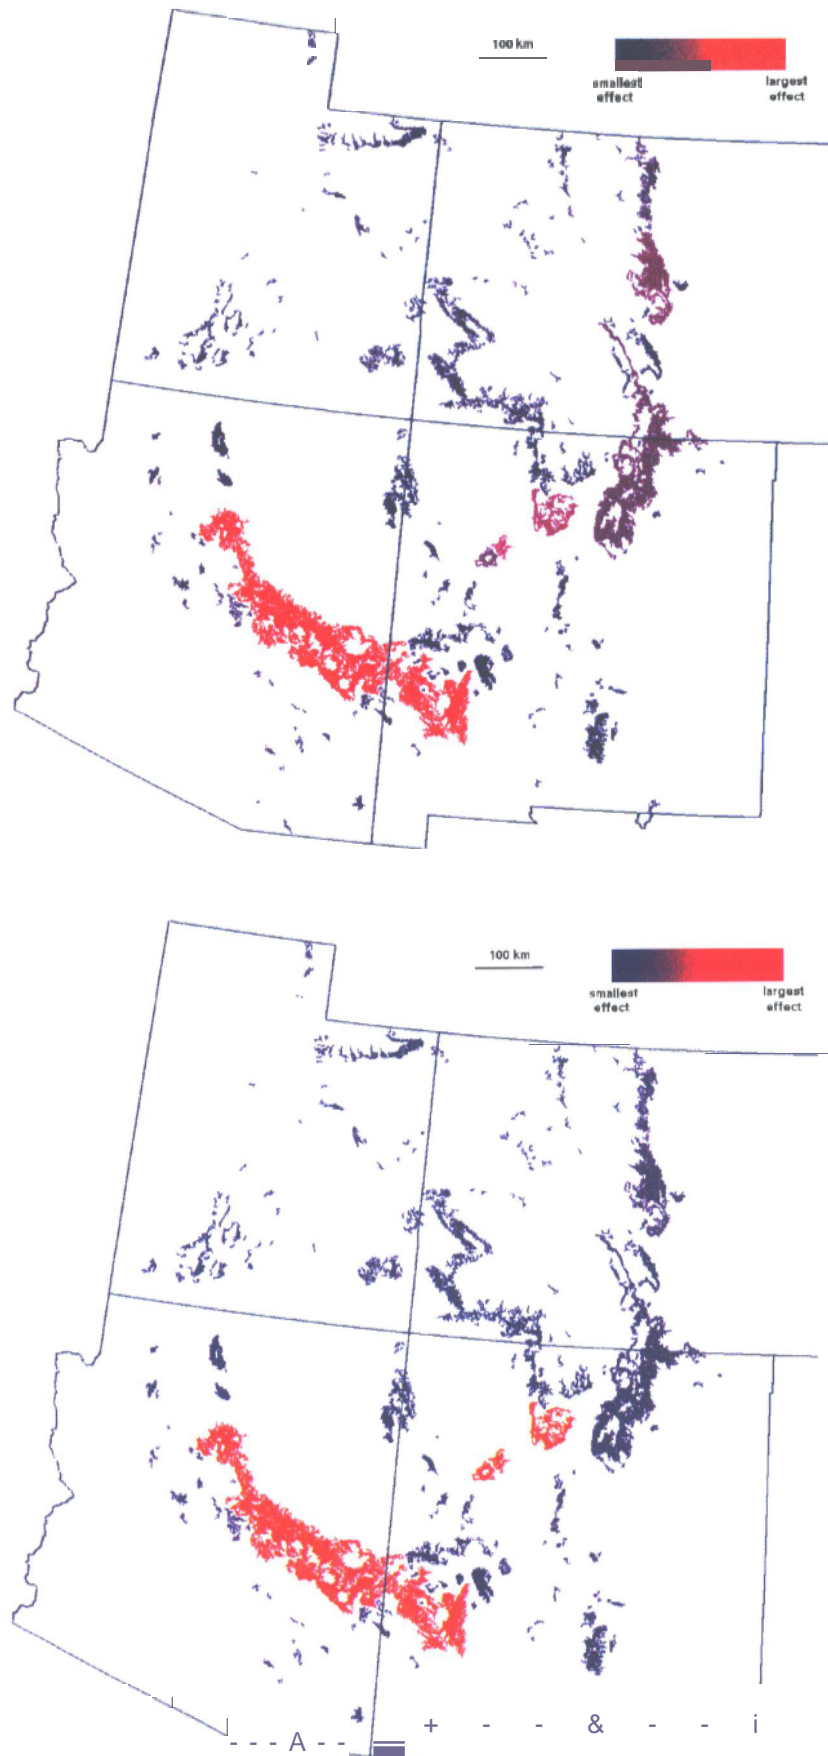 100 km
smallest effect
largest effect
100 km
smallest effect
largest effect
+ - - & - - i
- - - A - -